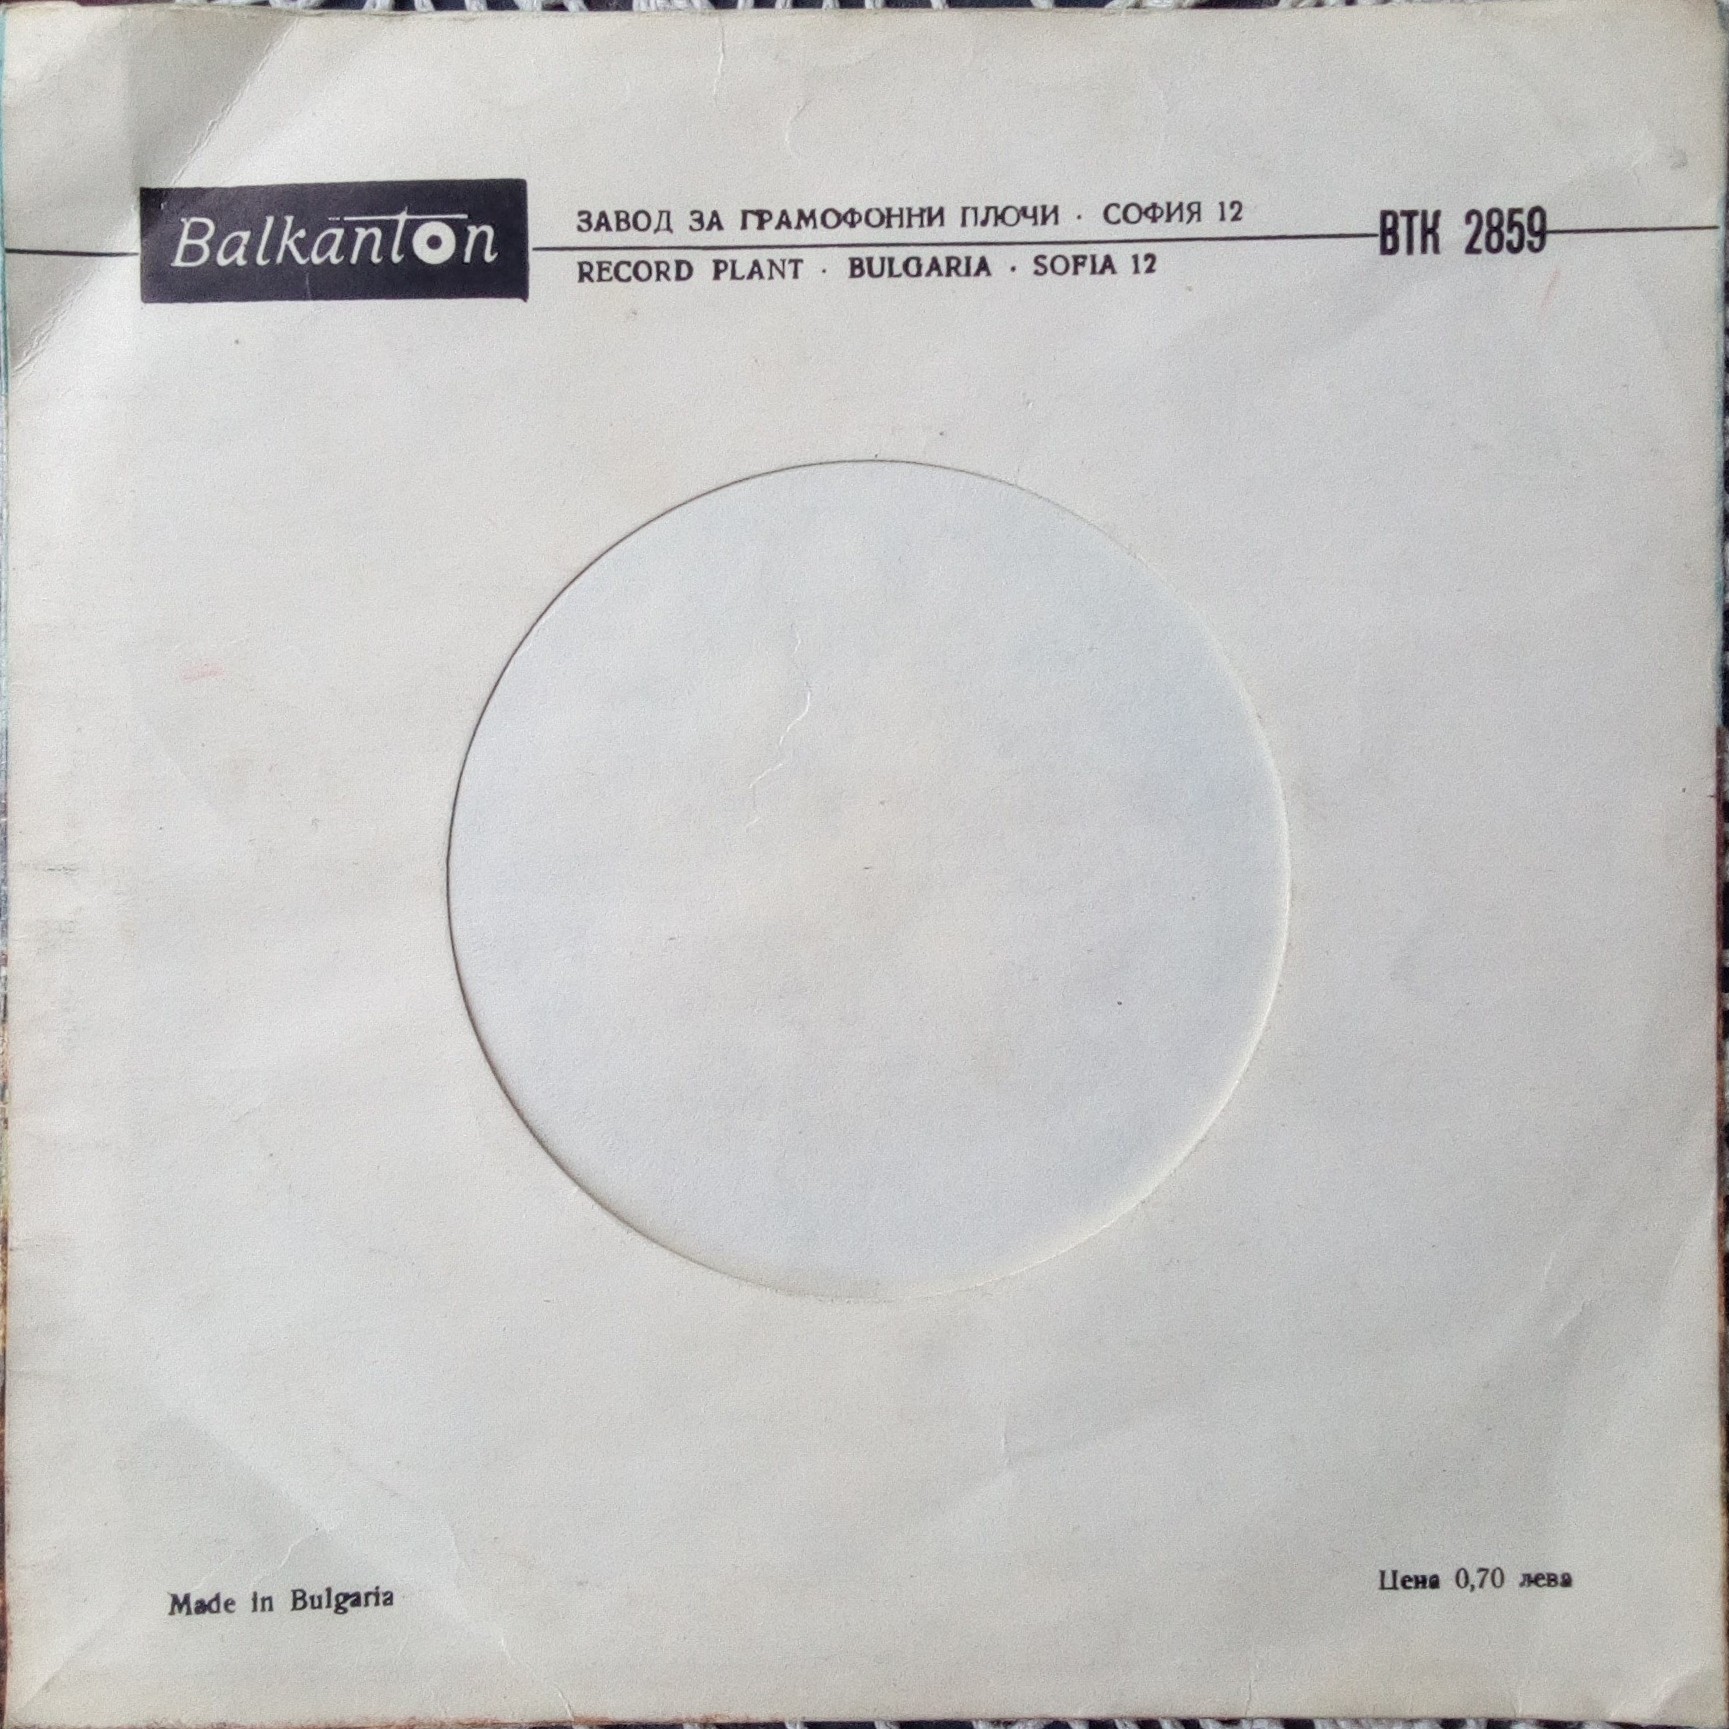 Balkanton
ЗАВОД ЗА ГРАМОФОННИ ПЛОЧИ · СОФИЯ 12
RECORD PLANT · BULGARIA · SOFIA 12
ВТК 2859
Made in Bulgaria
Цена 0,70 лева